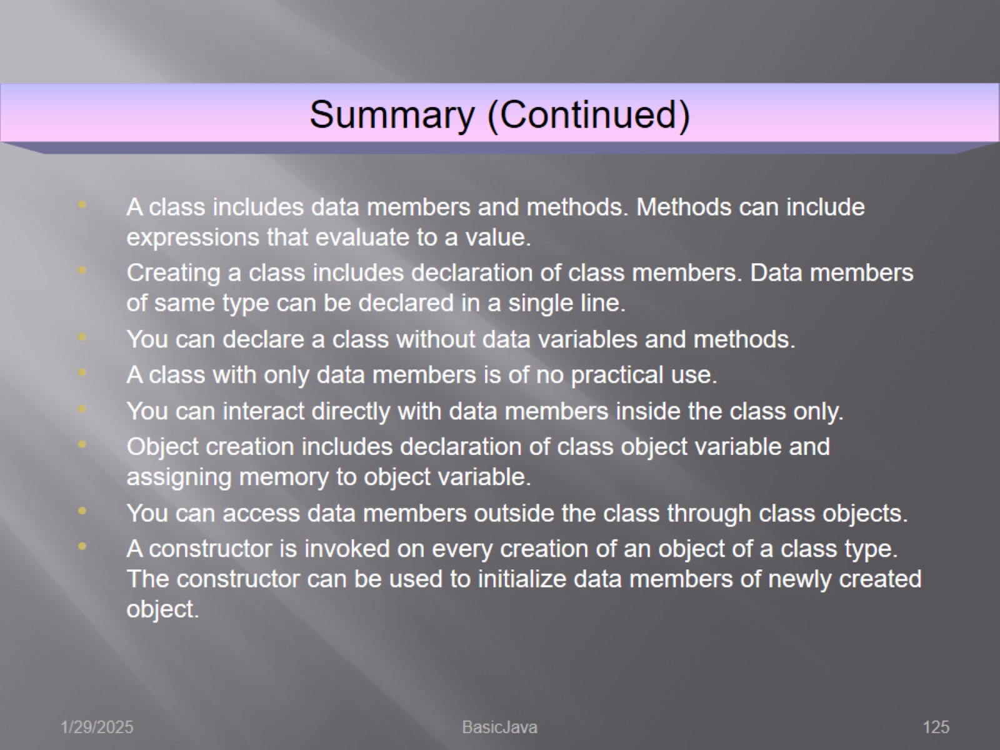 Summary (Continued)
• A class includes data members and methods. Methods can include
expressions that evaluate to a value.
• Creating a class includes declaration of class members. Data members
of same type can be declared in a single line.
• You can declare a class without data variables and methods.
• A class with only data members is of no practical use.
• You can interact directly with data members inside the class only.
• Object creation includes declaration of class object variable and
assigning memory to object variable.
• You can access data members outside the class through class objects.
• A constructor is invoked on every creation of an object of a class type.
The constructor can be used to initialize data members of newly created
object.
1/29/2025 BasicJava 125